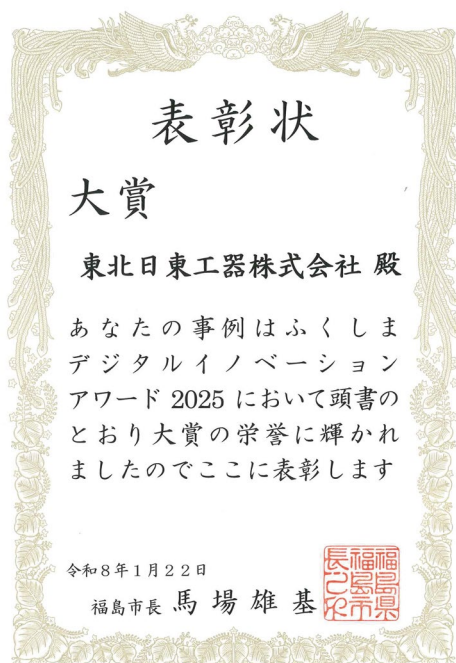 表彰状
大賞
東北日東工器株式会社 殿
あなたの事例はふくしま
デジタルイノベーション
アワード 2025 において頭書の
とおり大賞の栄誉に輝かれ
ましたのでここに表彰します
令和8年1月22日
福島市長 馬場雄基
福島県
福島市
長之印